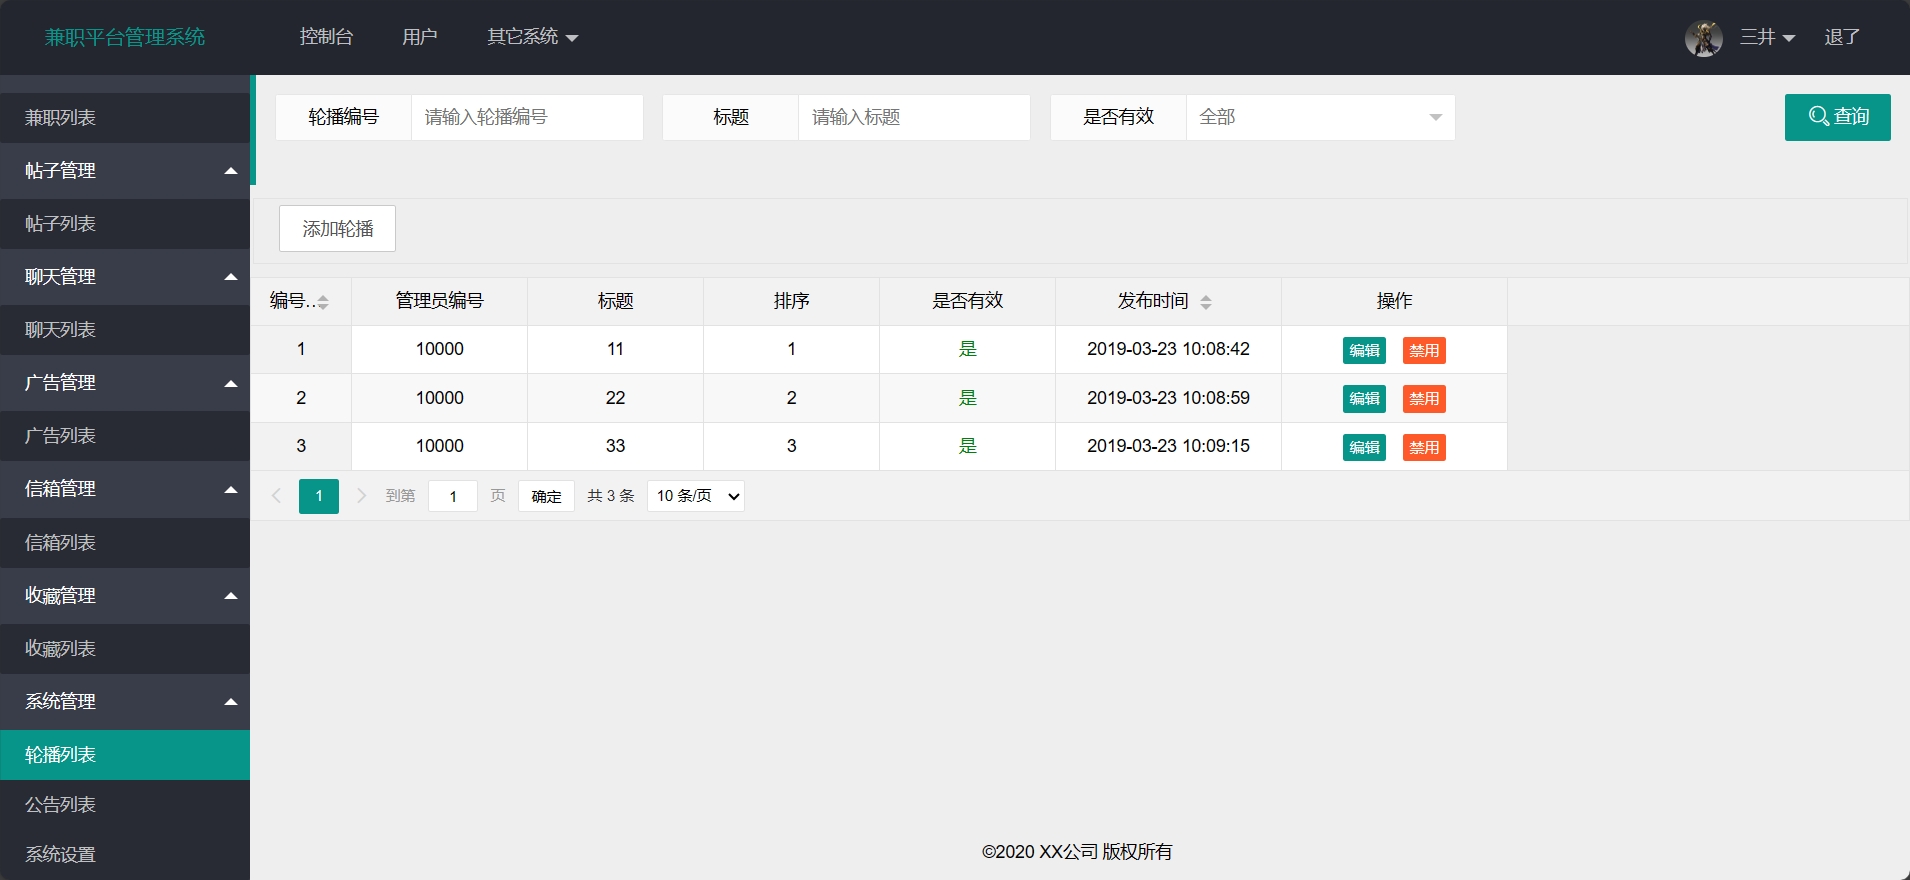 兼职平台管理系统 控制台 用户 其它系统 三井 退了
兼职列表
帖子管理
帖子列表
聊天管理
聊天列表
广告管理
广告列表
信箱管理
信箱列表
收藏管理
收藏列表
系统管理
轮播列表
公告列表
系统设置
轮播编号 请输入轮播编号 标题 请输入标题 是否有效 全部 查询
添加轮播
编号... 管理员编号 标题 排序 是否有效 发布时间 操作
1 10000 11 1 是 2019-03-23 10:08:42 编辑 禁用
2 10000 22 2 是 2019-03-23 10:08:59 编辑 禁用
3 10000 33 3 是 2019-03-23 10:09:15 编辑 禁用
1 到第 1 页 确定 共 3 条 10 条/页
©2020 XX公司 版权所有